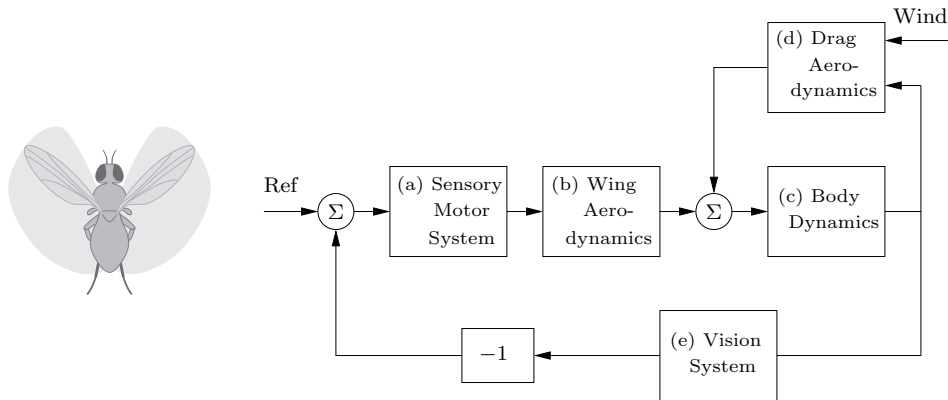 Wind
(d) Drag
Aero-
dynamics
Ref
Σ
(a) Sensory
Motor
System
(b) Wing
Aero-
dynamics
Σ
(c) Body
Dynamics
−1
(e) Vision
System